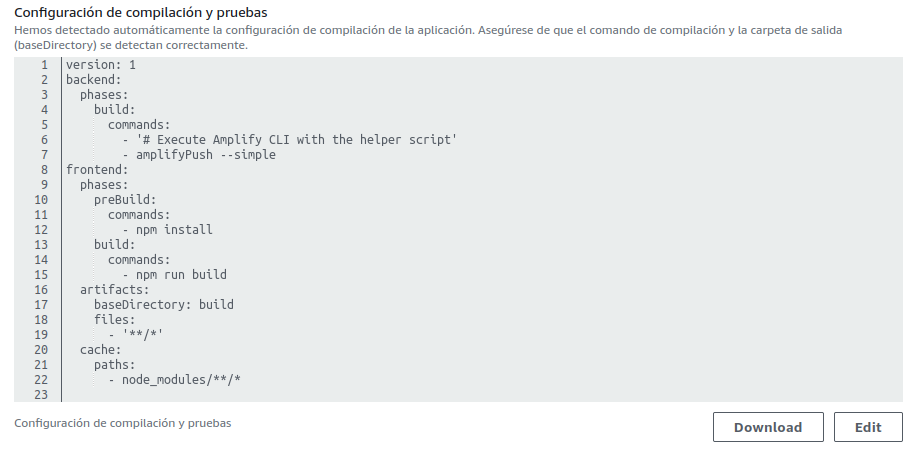 Configuración de compilación y pruebas
Hemos detectado automáticamente la configuración de compilación de la aplicación. Asegúrese de que el comando de compilación y la carpeta de salida
(baseDirectory) se detectan correctamente.
1 version: 1
2 backend:
3   phases:
4     build:
5       commands:
6         - '# Execute Amplify CLI with the helper script'
7         - amplifyPush --simple
8 frontend:
9   phases:
10     preBuild:
11       commands:
12         - npm install
13     build:
14       commands:
15         - npm run build
16   artifacts:
17     baseDirectory: build
18     files:
19       - '**/*'
20   cache:
21     paths:
22       - node_modules/**/*
23
Configuración de compilación y pruebas
Download
Edit